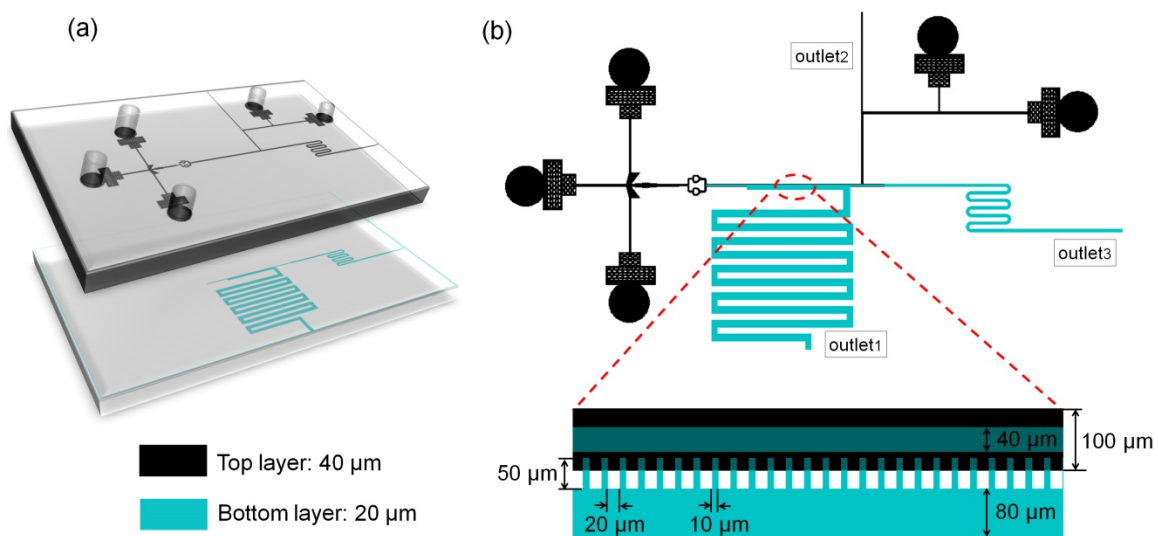 (a)
(b)
outlet2
outlet3
outlet1
Top layer: 40 μm
Bottom layer: 20 μm
40 μm
100 μm
50 μm
20 μm
10 μm
80 μm